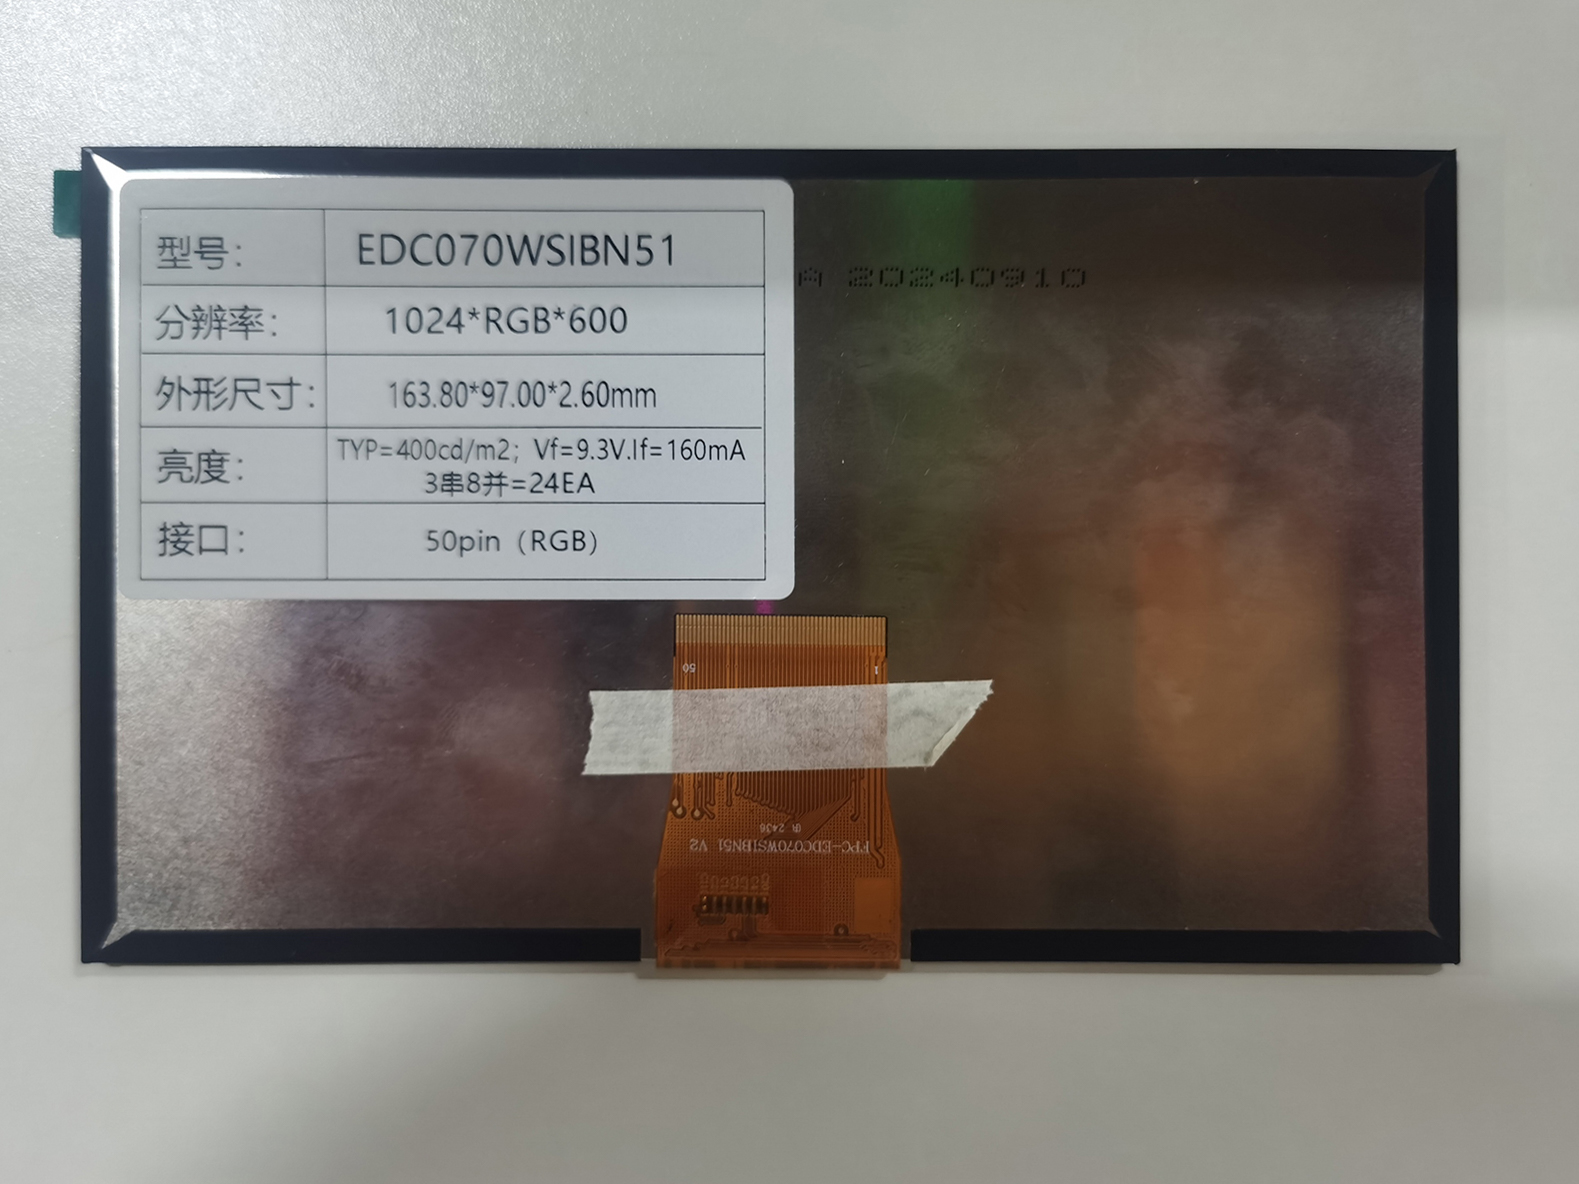 型号: EDC070WSIBN51
A 20240910
分辨率: 1024*RGB*600
外形尺寸: 163.80*97.00*2.60mm
亮度: TYP=400cd/m2; Vf=9.3V.If=160mA
3串8并=24EA
接口: 50pin（RGB）
50 1
2436
FPC-EDC070WSIBN51 V2